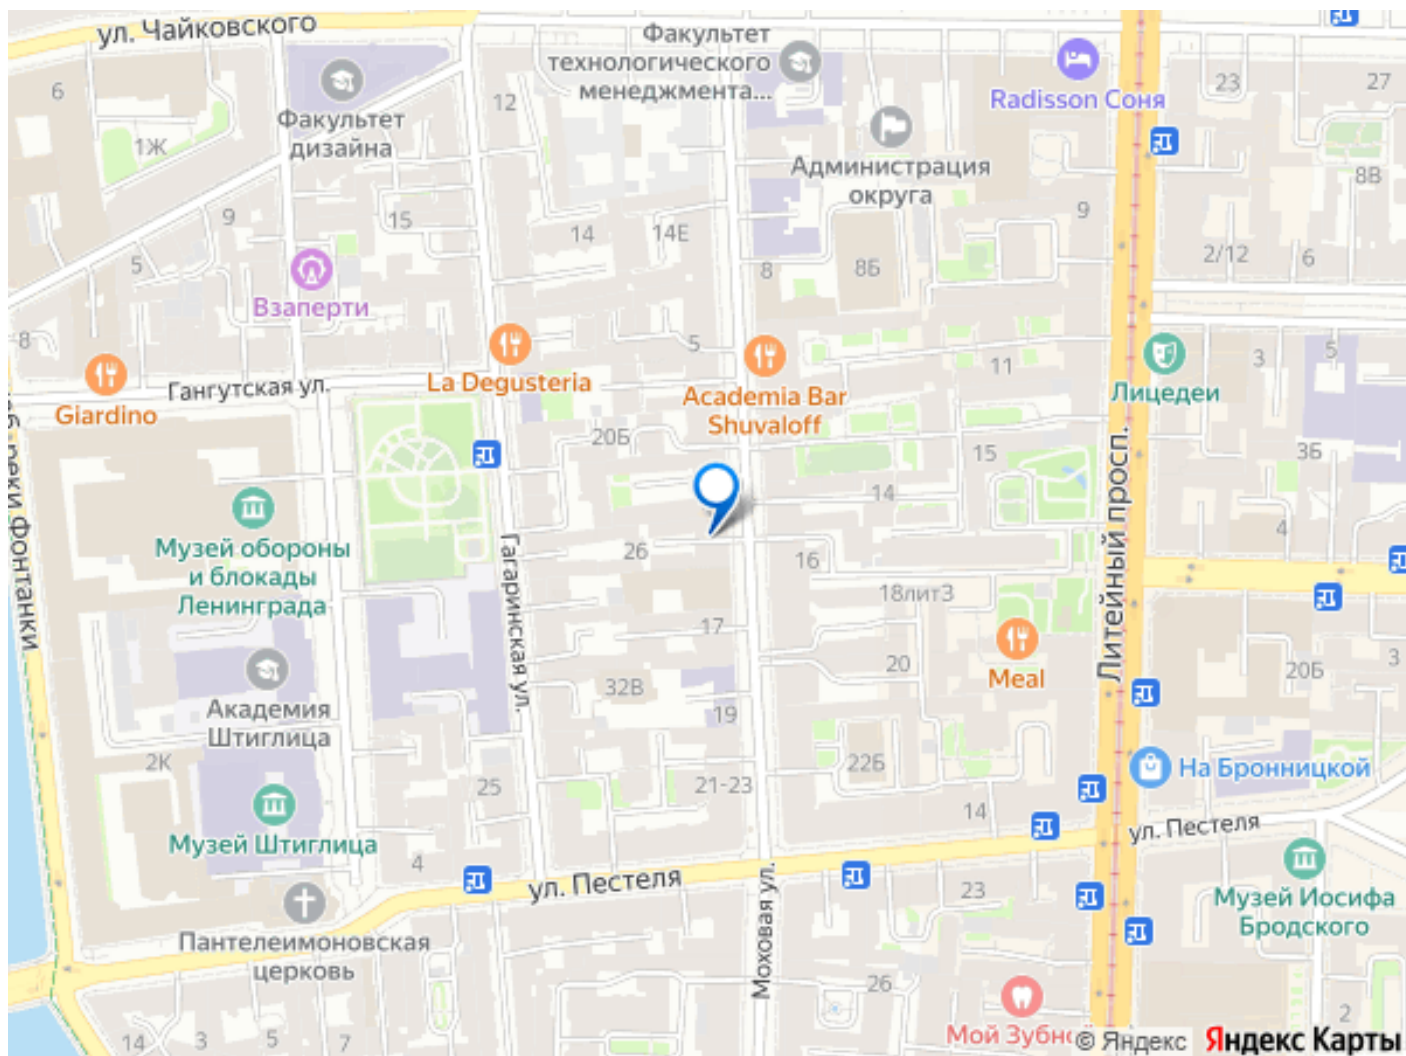 ул. Чайковского
Факультет
технологического
менеджмента...
6
12
23
27
Radisson Соня
Факультет
дизайна
1Ж
Администрация
округа
8В
9
15
14
14Е
9
5
8
8Б
2/12
6
Взаперти
8
5
11
3
5
Гангутская ул.
La Degusteria
Giardino
Academia Bar
Shuvaloff
Лицедеи
20Б
15
3Б
14
Музей обороны
и блокады
Ленинграда
26
16
4
18лит3
наб. реки Фонтанки
Гагаринская ул.
Литейный просп.
17
20
Meal
20Б
3
Академия
Штиглица
32В
19
2К
25
21-23
22Б
На Бронницкой
14
ул. Пестеля
Музей Штиглица
4
ул. Пестеля
23
Музей Иосифа
Бродского
Пантелеимоновская
церковь
Моховая ул.
26
14
3
5
7
2
Мой Зубн
© Яндекс
Яндекс Карты